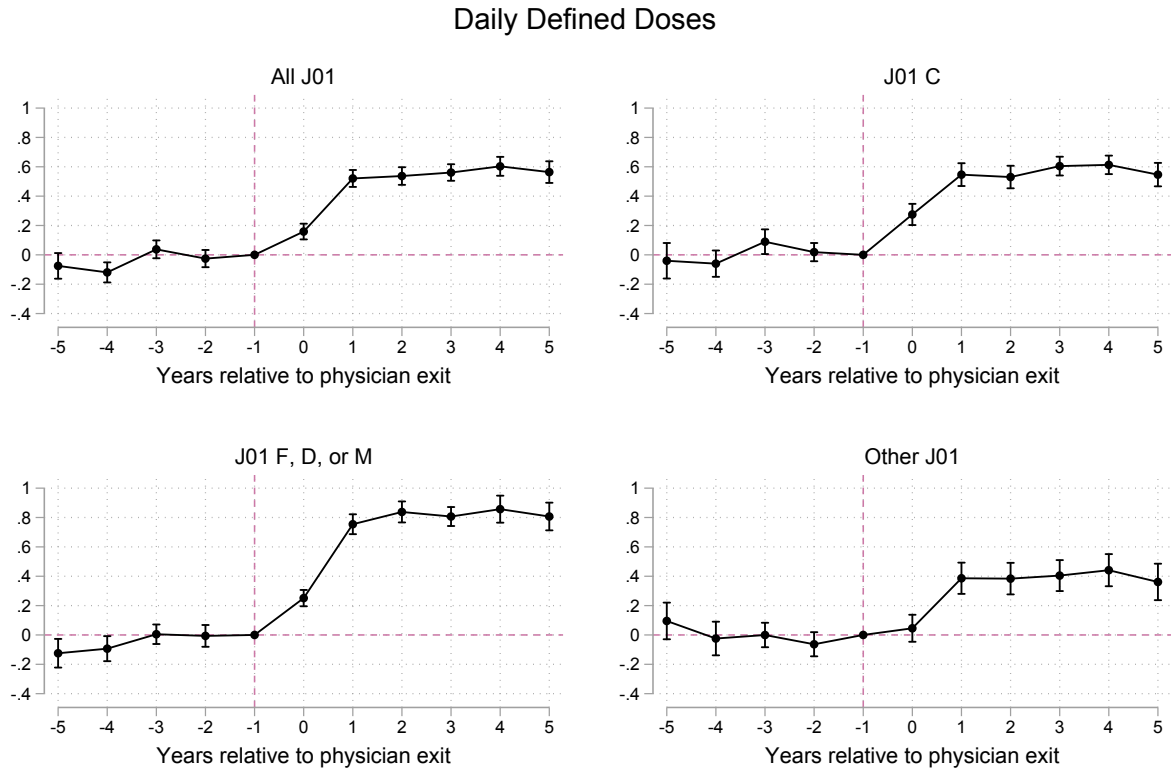 Daily Defined Doses
All J01
1
.8
.6
.4
.2
0
-.2
-.4
-5 -4 -3 -2 -1 0 1 2 3 4 5
Years relative to physician exit
J01 C
1
.8
.6
.4
.2
0
-.2
-.4
-5 -4 -3 -2 -1 0 1 2 3 4 5
Years relative to physician exit
J01 F, D, or M
1
.8
.6
.4
.2
0
-.2
-.4
-5 -4 -3 -2 -1 0 1 2 3 4 5
Years relative to physician exit
Other J01
1
.8
.6
.4
.2
0
-.2
-.4
-5 -4 -3 -2 -1 0 1 2 3 4 5
Years relative to physician exit